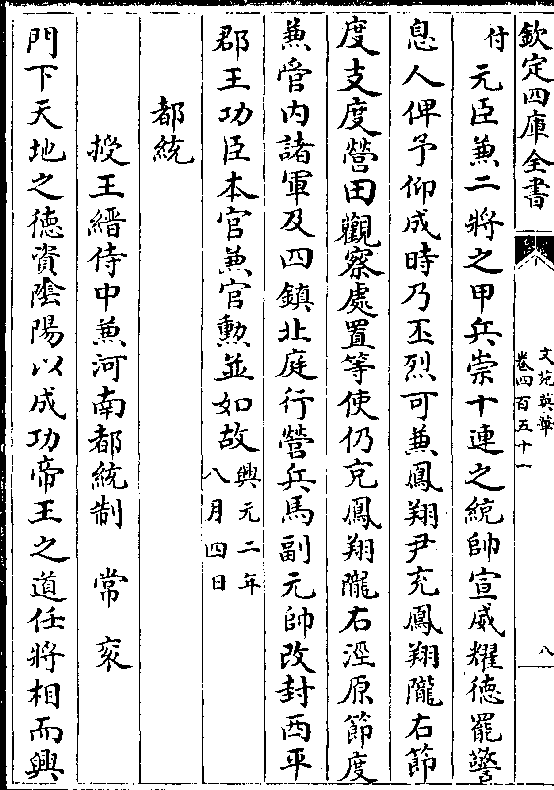 欽定四庫全書
文苑英華
卷四百五十一
八
付元臣兼二將之甲兵崇十連之統帥宣威耀德罷警
息人俾予仰成時乃丕烈可兼鳳翔尹充鳳翔隴右節
度支度營田觀察處置等使仍充鳳翔隴右涇原節度
兼管内諸軍及四鎮北庭行營兵馬副元帥改封西平
郡王功臣本官兼官勲並如故興元二年八月四日
都統
授王縉侍中兼河南都統制 常衮
門下天地之德資陰陽以成功帝王之道任將相而興